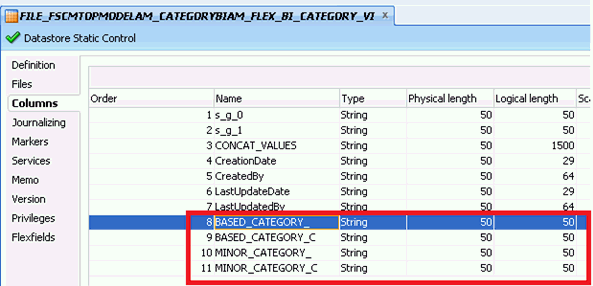 FILE_FSCMTOPMODELAM_CATEGORYBIAM_FLEX_BI_CATEGORY_VI ×
Datastore Static Control
Definition
Files
Columns
Journalizing
Markers
Services
Memo
Version
Privileges
Flexfields
Order Name Type Physical length Logical length Sca
1 s_g_0 String 50 50
2 s_g_1 String 50 50
3 CONCAT_VALUES String 50 1500
4 CreationDate String 50 29
5 CreatedBy String 50 64
6 LastUpdateDate String 50 29
7 LastUpdatedBy String 50 64
8 BASED_CATEGORY_ String 50 50
9 BASED_CATEGORY_C String 50 50
10 MINOR_CATEGORY_ String 50 50
11 MINOR_CATEGORY_C String 50 50